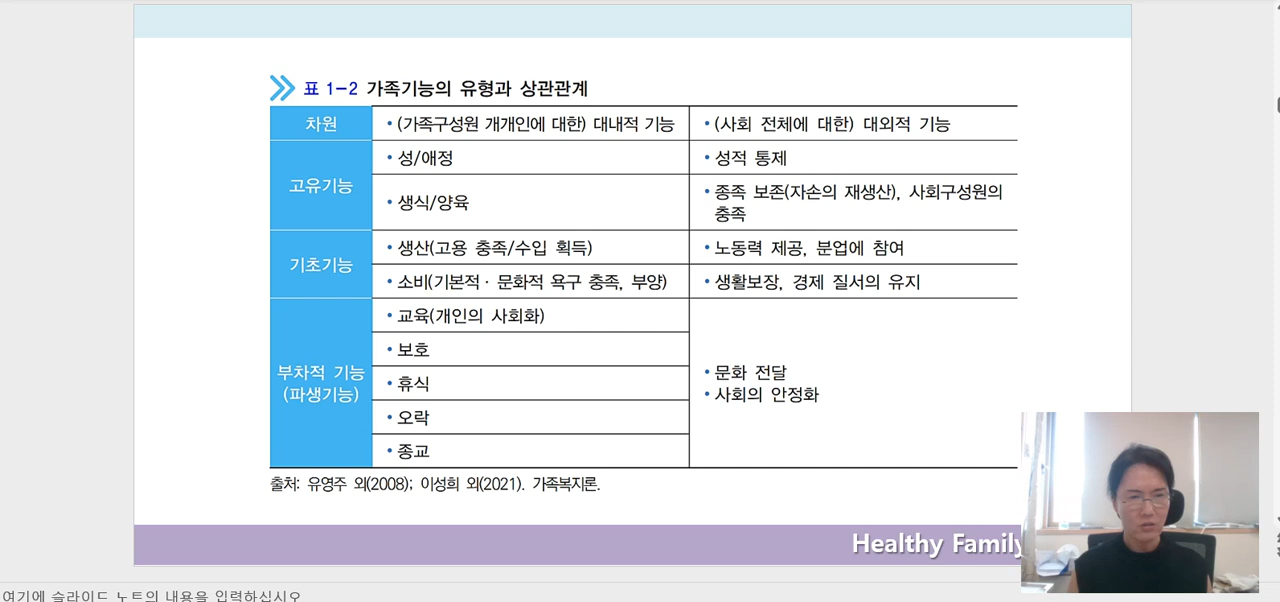 표 1-2 가족기능의 유형과 상관관계
차원
• (가족구성원 개개인에 대한) 대내적 기능
• (사회 전체에 대한) 대외적 기능
고유기능
• 성/애정
• 성적 통제
• 생식/양육
• 종족 보존(자손의 재생산), 사회구성원의
충족
기초기능
• 생산(고용 충족/수입 획득)
• 노동력 제공, 분업에 참여
• 소비(기본적· 문화적 욕구 충족, 부양)
• 생활보장, 경제 질서의 유지
부차적 기능
(파생기능)
• 교육(개인의 사회화)
• 보호
• 휴식
• 오락
• 종교
• 문화 전달
• 사회의 안정화
출처: 유영주 외(2008); 이성희 외(2021). 가족복지론.
Healthy Family
여기에 슬라이드 노트의 내용을 입력하십시오